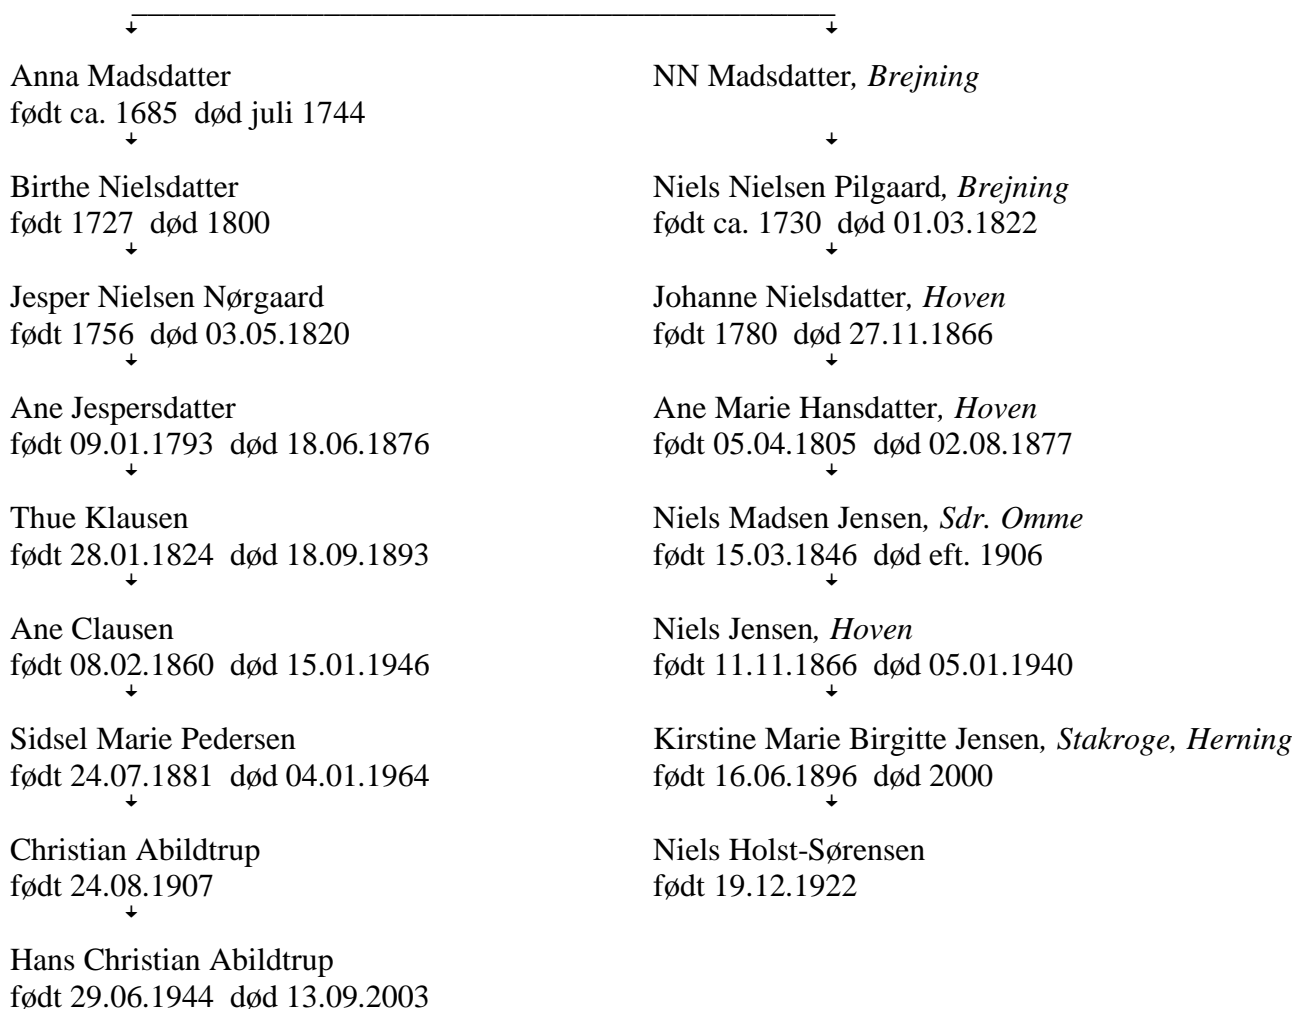 Anna Madsdatter
født ca. 1685  død juli 1744
Birthe Nielsdatter
født 1727  død 1800
Jesper Nielsen Nørgaard
født 1756  død 03.05.1820
Ane Jespersdatter
født 09.01.1793  død 18.06.1876
Thue Klausen
født 28.01.1824  død 18.09.1893
Ane Clausen
født 08.02.1860  død 15.01.1946
Sidsel Marie Pedersen
født 24.07.1881  død 04.01.1964
Christian Abildtrup
født 24.08.1907
Hans Christian Abildtrup
født 29.06.1944  død 13.09.2003
NN Madsdatter, Brejning
Niels Nielsen Pilgaard, Brejning
født ca. 1730  død 01.03.1822
Johanne Nielsdatter, Hoven
født 1780  død 27.11.1866
Ane Marie Hansdatter, Hoven
født 05.04.1805  død 02.08.1877
Niels Madsen Jensen, Sdr. Omme
født 15.03.1846  død eft. 1906
Niels Jensen, Hoven
født 11.11.1866  død 05.01.1940
Kirstine Marie Birgitte Jensen, Stakroge, Herning
født 16.06.1896  død 2000
Niels Holst-Sørensen
født 19.12.1922